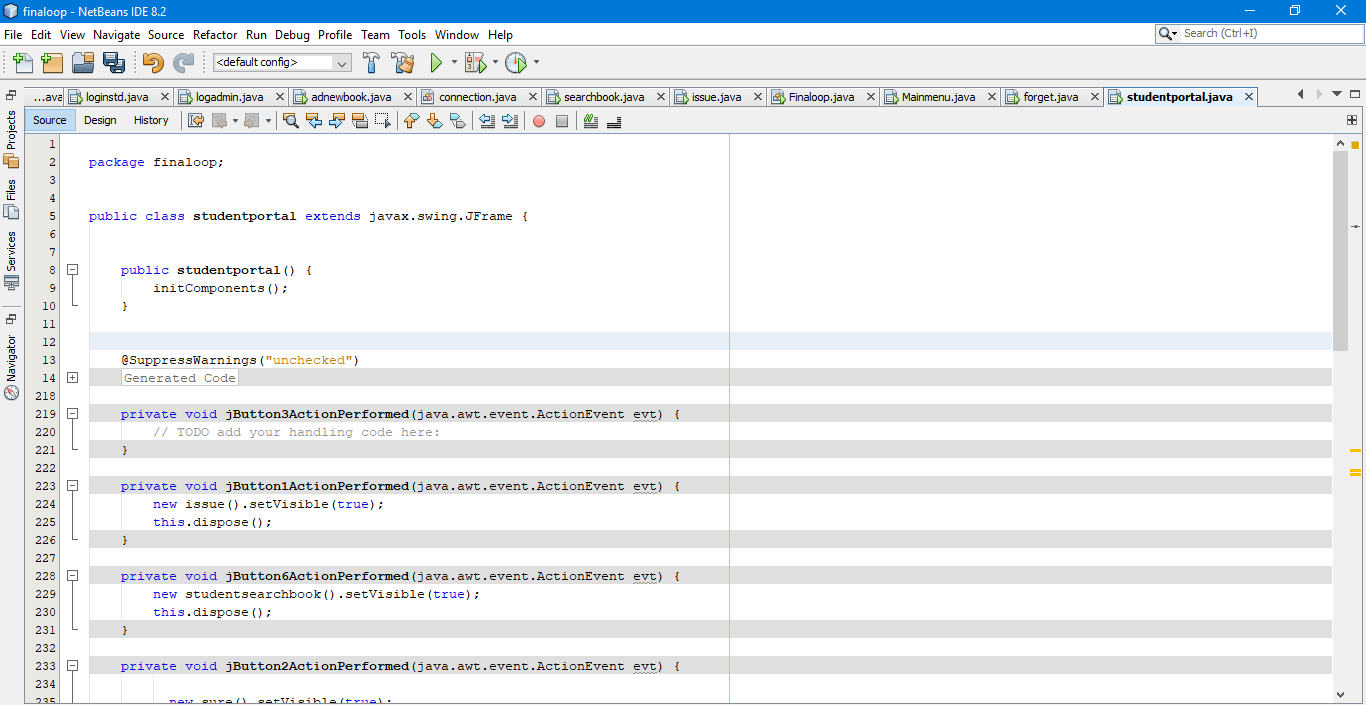 finaloop - NetBeans IDE 8.2
File Edit View Navigate Source Refactor Run Debug Profile Team Tools Window Help
Search (Ctrl+I)
<default config>
...ava loginstd.java logadmin.java adnewbook.java connection.java searchbook.java issue.java Finaloop.java Mainmenu.java forget.java studentportal.java
Source Design History
Projects
Files
Services
Navigator
1
2 package finaloop;
3
4
5 public class studentportal extends javax.swing.JFrame {
6
7
8 public studentportal() {
9 initComponents();
10 }
11
12
13 @SuppressWarnings("unchecked")
14 Generated Code
218
219 private void jButton3ActionPerformed(java.awt.event.ActionEvent evt) {
220 // TODO add your handling code here:
221 }
222
223 private void jButton1ActionPerformed(java.awt.event.ActionEvent evt) {
224 new issue().setVisible(true);
225 this.dispose();
226 }
227
228 private void jButton6ActionPerformed(java.awt.event.ActionEvent evt) {
229 new studentsearchbook().setVisible(true);
230 this.dispose();
231 }
232
233 private void jButton2ActionPerformed(java.awt.event.ActionEvent evt) {
234
235 new sure().setVisible(true);